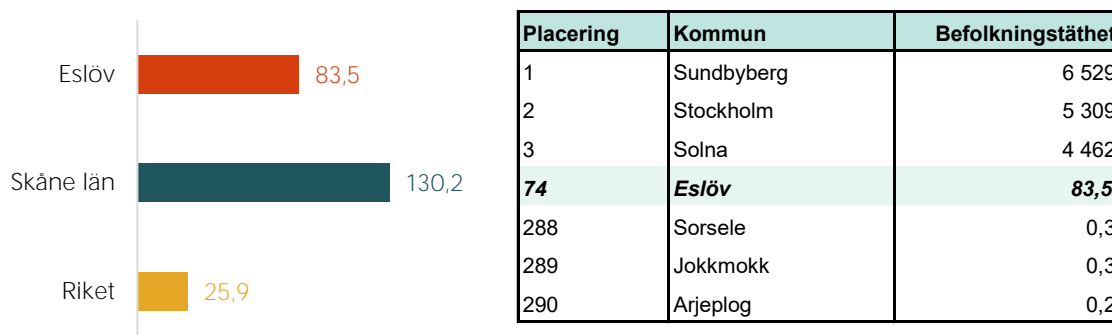 Eslöv 83,5
Skåne län 130,2
Riket 25,9
Placering Kommun Befolkningstäthet
1 Sundbyberg 6 529
2 Stockholm 5 309
3 Solna 4 462
74 Eslöv 83,5
288 Sorsele 0,3
289 Jokkmokk 0,3
290 Arjeplog 0,2